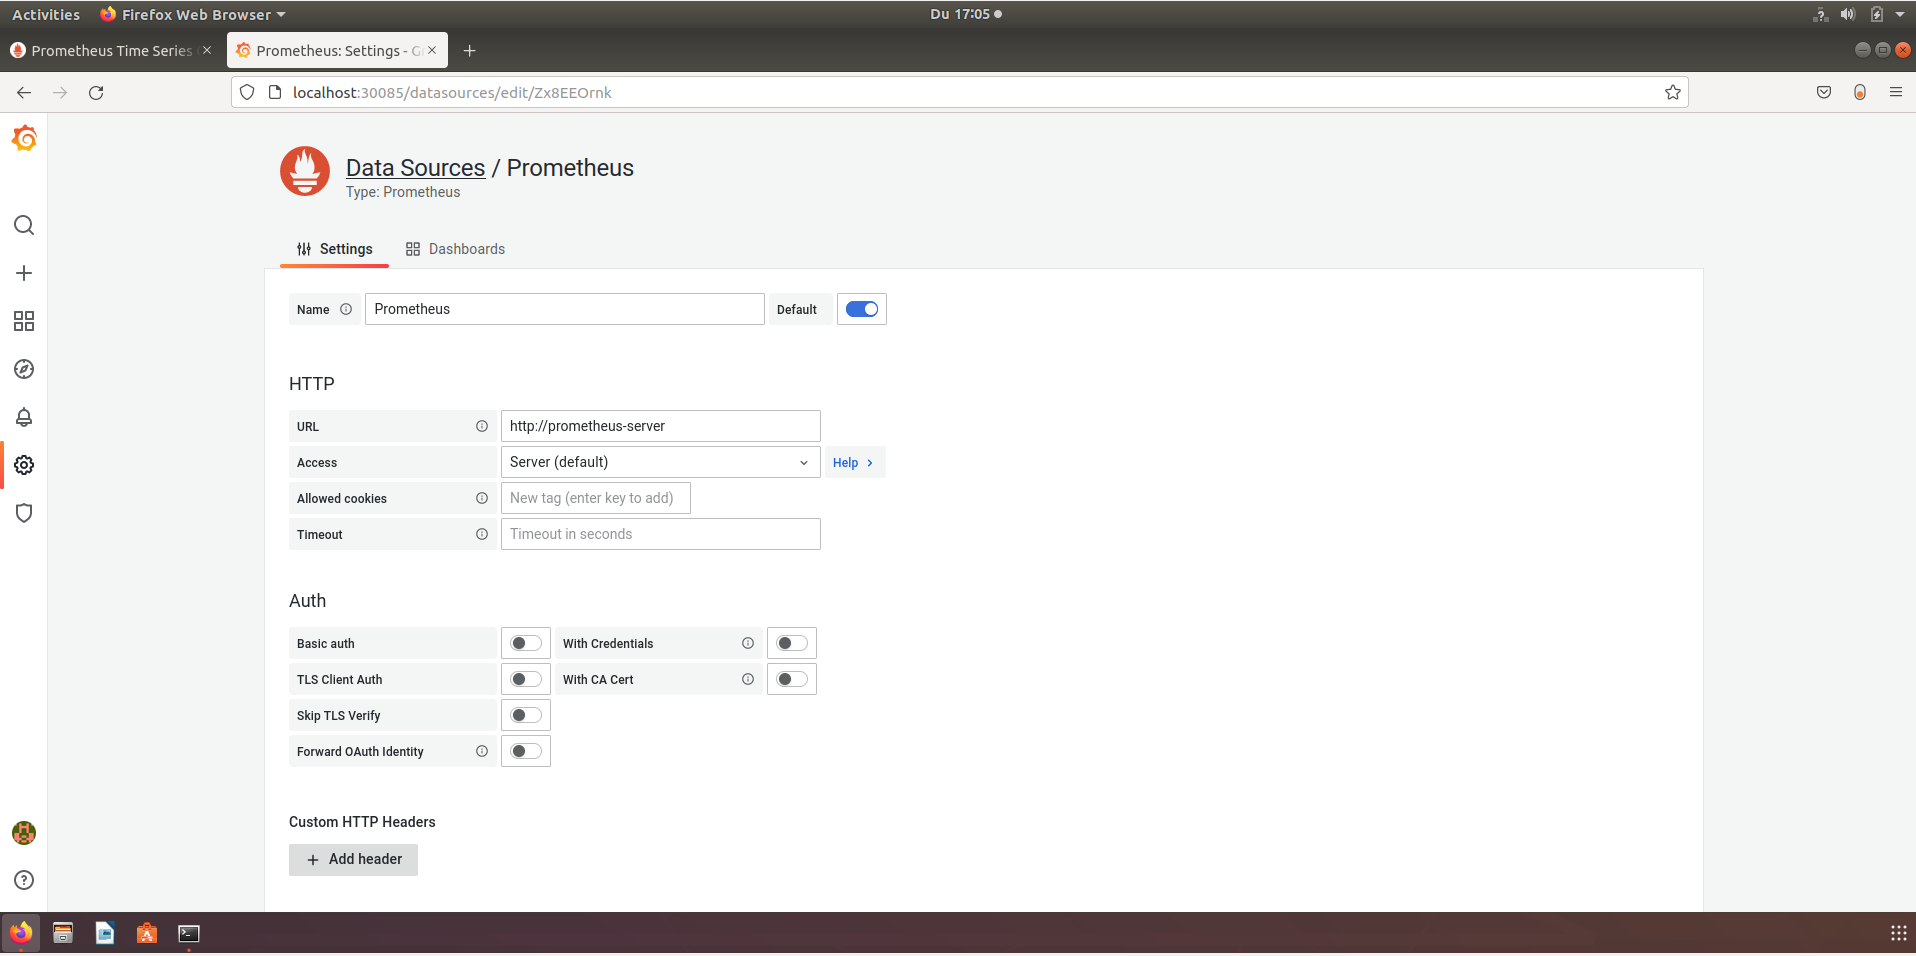 Activities Firefox Web Browser Du 17:05
Prometheus Time Series Prometheus: Settings - G
localhost:30085/datasources/edit/Zx8EEOrnk
Data Sources / Prometheus
Type: Prometheus
Settings Dashboards
Name Prometheus Default
HTTP
URL http://prometheus-server
Access Server (default) Help
Allowed cookies New tag (enter key to add)
Timeout Timeout in seconds
Auth
Basic auth With Credentials
TLS Client Auth With CA Cert
Skip TLS Verify
Forward OAuth Identity
Custom HTTP Headers
+ Add header